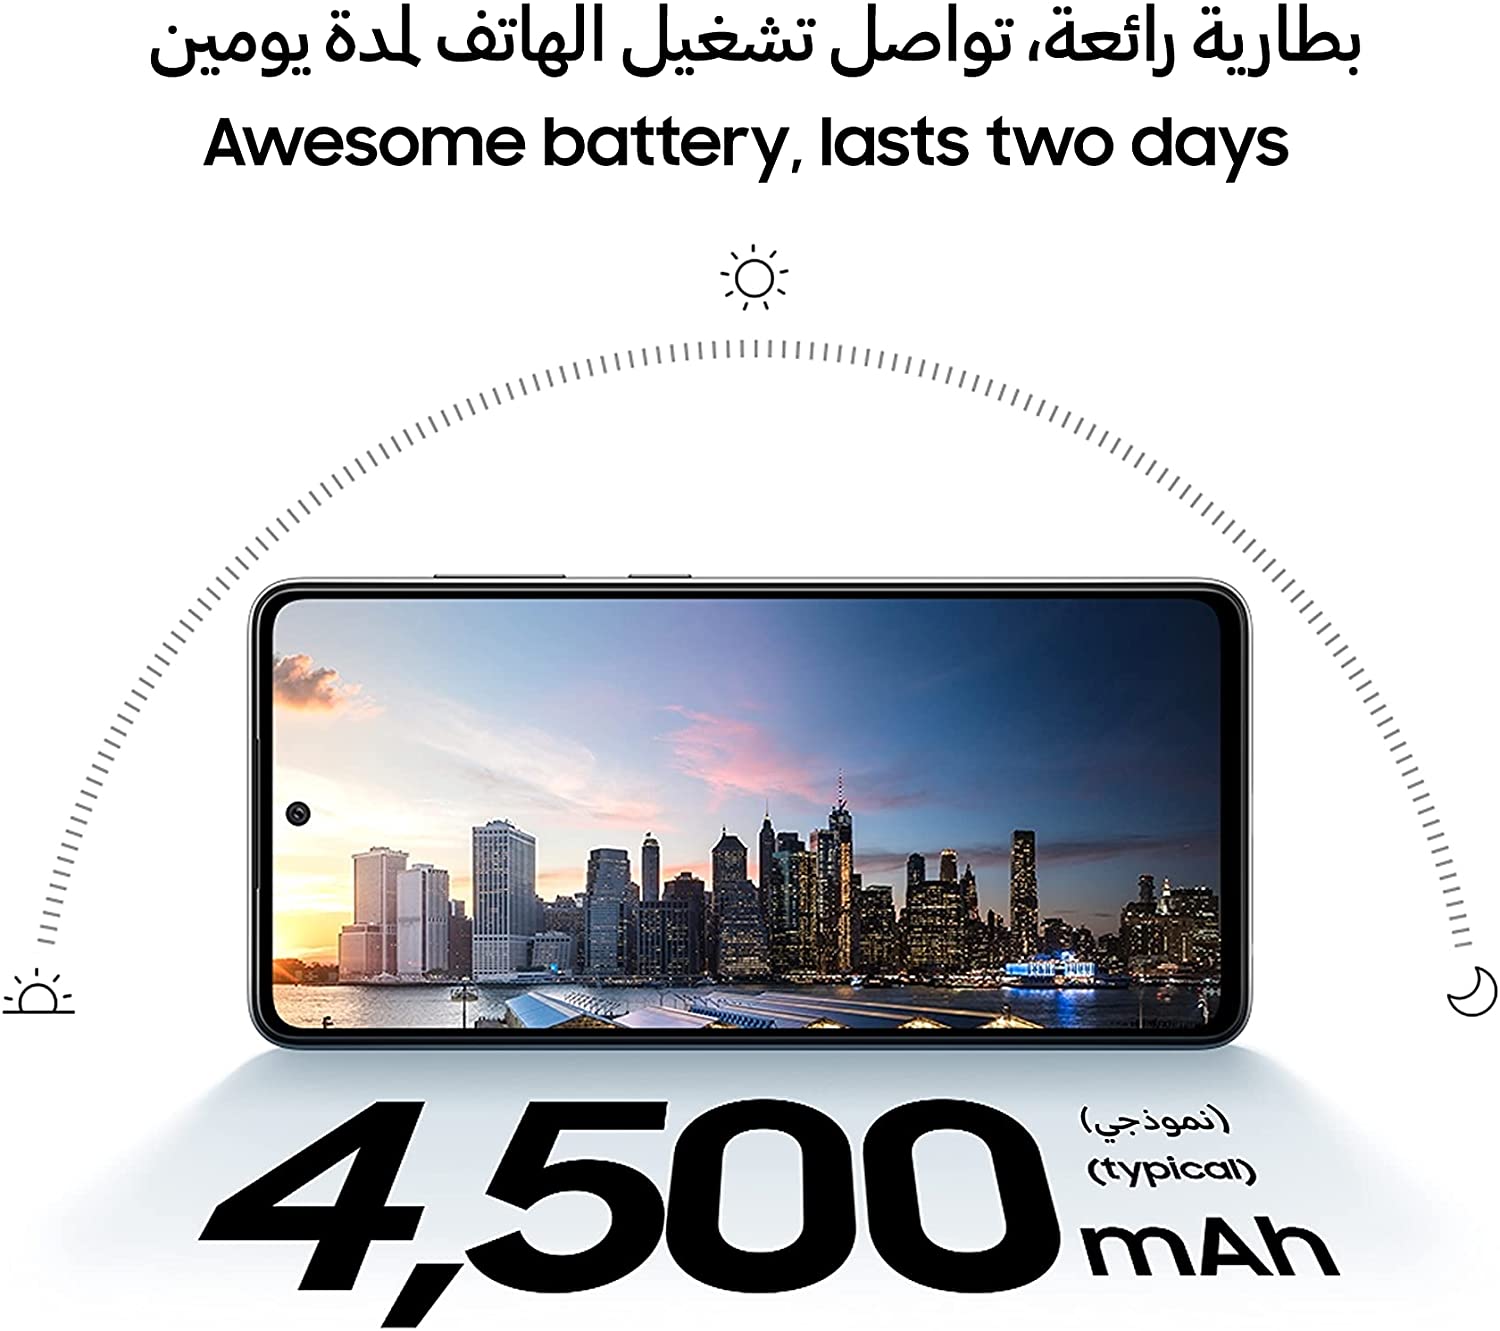 بطارية رائعة، تواصل تشغيل الهاتف لمدة يومين
Awesome battery, lasts two days
4,500
(نموذجي)
(typical)
mAh